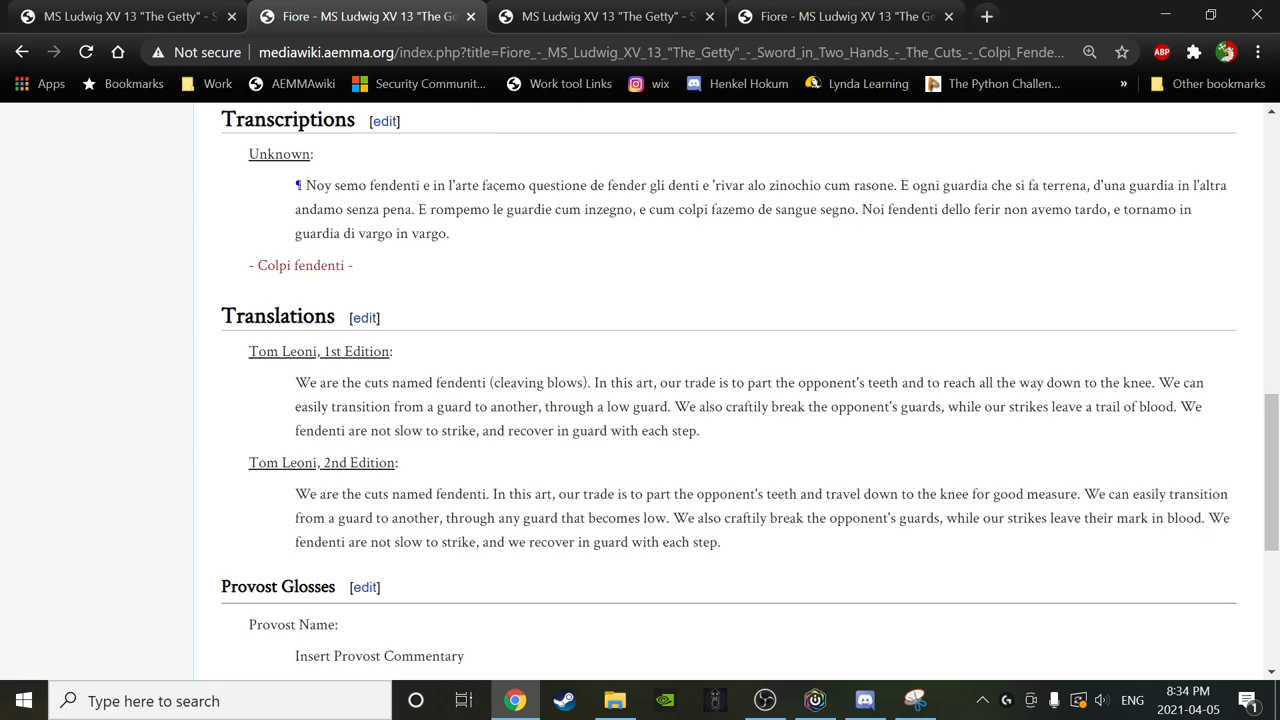 MS Ludwig XV 13 "The Getty" - S
Fiore - MS Ludwig XV 13 "The Ge
MS Ludwig XV 13 "The Getty" - S
Fiore - MS Ludwig XV 13 "The Ge
Not secure
mediawiki.aemma.org/index.php?title=Fiore_-_MS_Ludwig_XV_13_"The_Getty"_-_Sword_in_Two_Hands_-_The_Cuts_-_Colpi_Fende...
ABP
Apps
Bookmarks
Work
AEMMAwiki
Security Communit...
Work tool Links
wix
Henkel Hokum
Lynda Learning
The Python Challen...
»
Other bookmarks
Transcriptions [edit]
Unknown:
¶ Noy semo fendenti e in l'arte façemo questione de fender gli denti e 'rivar alo zinochio cum rasone. E ogni guardia che si fa terrena, d'una guardia in l'altra
andamo senza pena. E rompemo le guardie cum inzegno, e cum colpi fazemo de sangue segno. Noi fendenti dello ferir non avemo tardo, e tornamo in
guardia di vargo in vargo.
- Colpi fendenti -
Translations [edit]
Tom Leoni, 1st Edition:
We are the cuts named fendenti (cleaving blows). In this art, our trade is to part the opponent's teeth and to reach all the way down to the knee. We can
easily transition from a guard to another, through a low guard. We also craftily break the opponent's guards, while our strikes leave a trail of blood. We
fendenti are not slow to strike, and recover in guard with each step.
Tom Leoni, 2nd Edition:
We are the cuts named fendenti. In this art, our trade is to part the opponent's teeth and travel down to the knee for good measure. We can easily transition
from a guard to another, through any guard that becomes low. We also craftily break the opponent's guards, while our strikes leave their mark in blood. We
fendenti are not slow to strike, and we recover in guard with each step.
Provost Glosses [edit]
Provost Name:
Insert Provost Commentary
Type here to search
ENG
8:34 PM
2021-04-05
1